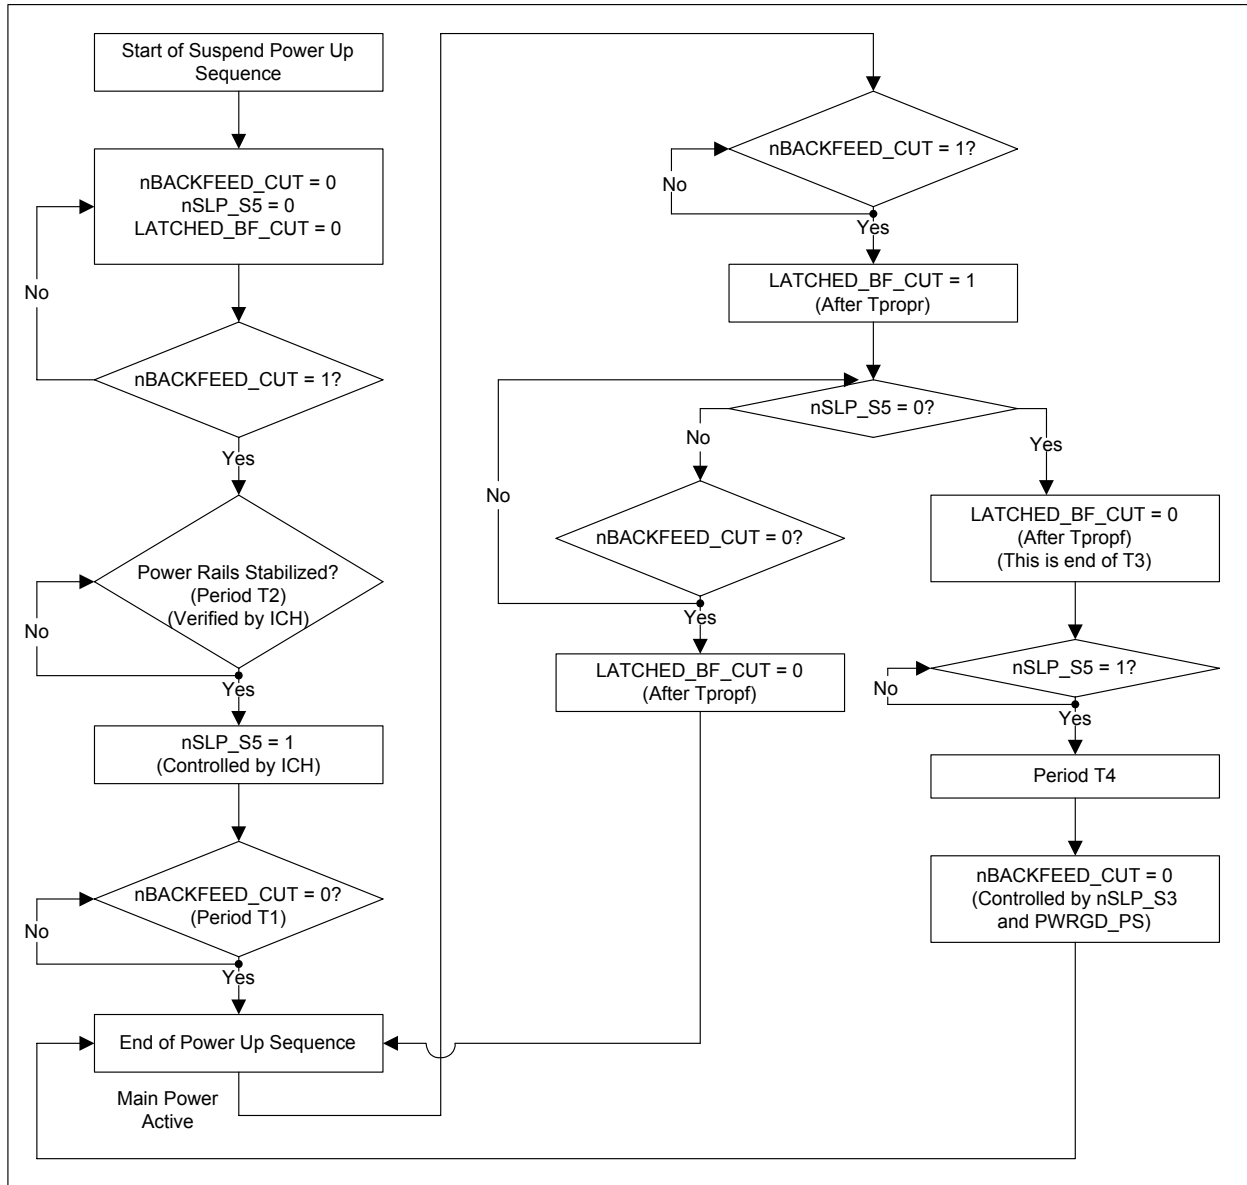 Start of Suspend Power Up
Sequence
nBACKFEED_CUT = 0
nSLP_S5 = 0
LATCHED_BF_CUT = 0
No
nBACKFEED_CUT = 1?
Yes
Power Rails Stabilized?
(Period T2)
(Verified by ICH)
No
Yes
nSLP_S5 = 1
(Controlled by ICH)
nBACKFEED_CUT = 0?
(Period T1)
No
Yes
End of Power Up Sequence
Main Power
Active
nBACKFEED_CUT = 1?
No
Yes
LATCHED_BF_CUT = 1
(After Tpropr)
nSLP_S5 = 0?
No
Yes
No
nBACKFEED_CUT = 0?
Yes
LATCHED_BF_CUT = 0
(After Tpropf)
LATCHED_BF_CUT = 0
(After Tpropf)
(This is end of T3)
nSLP_S5 = 1?
No
Yes
Period T4
nBACKFEED_CUT = 0
(Controlled by nSLP_S3
and PWRGD_PS)